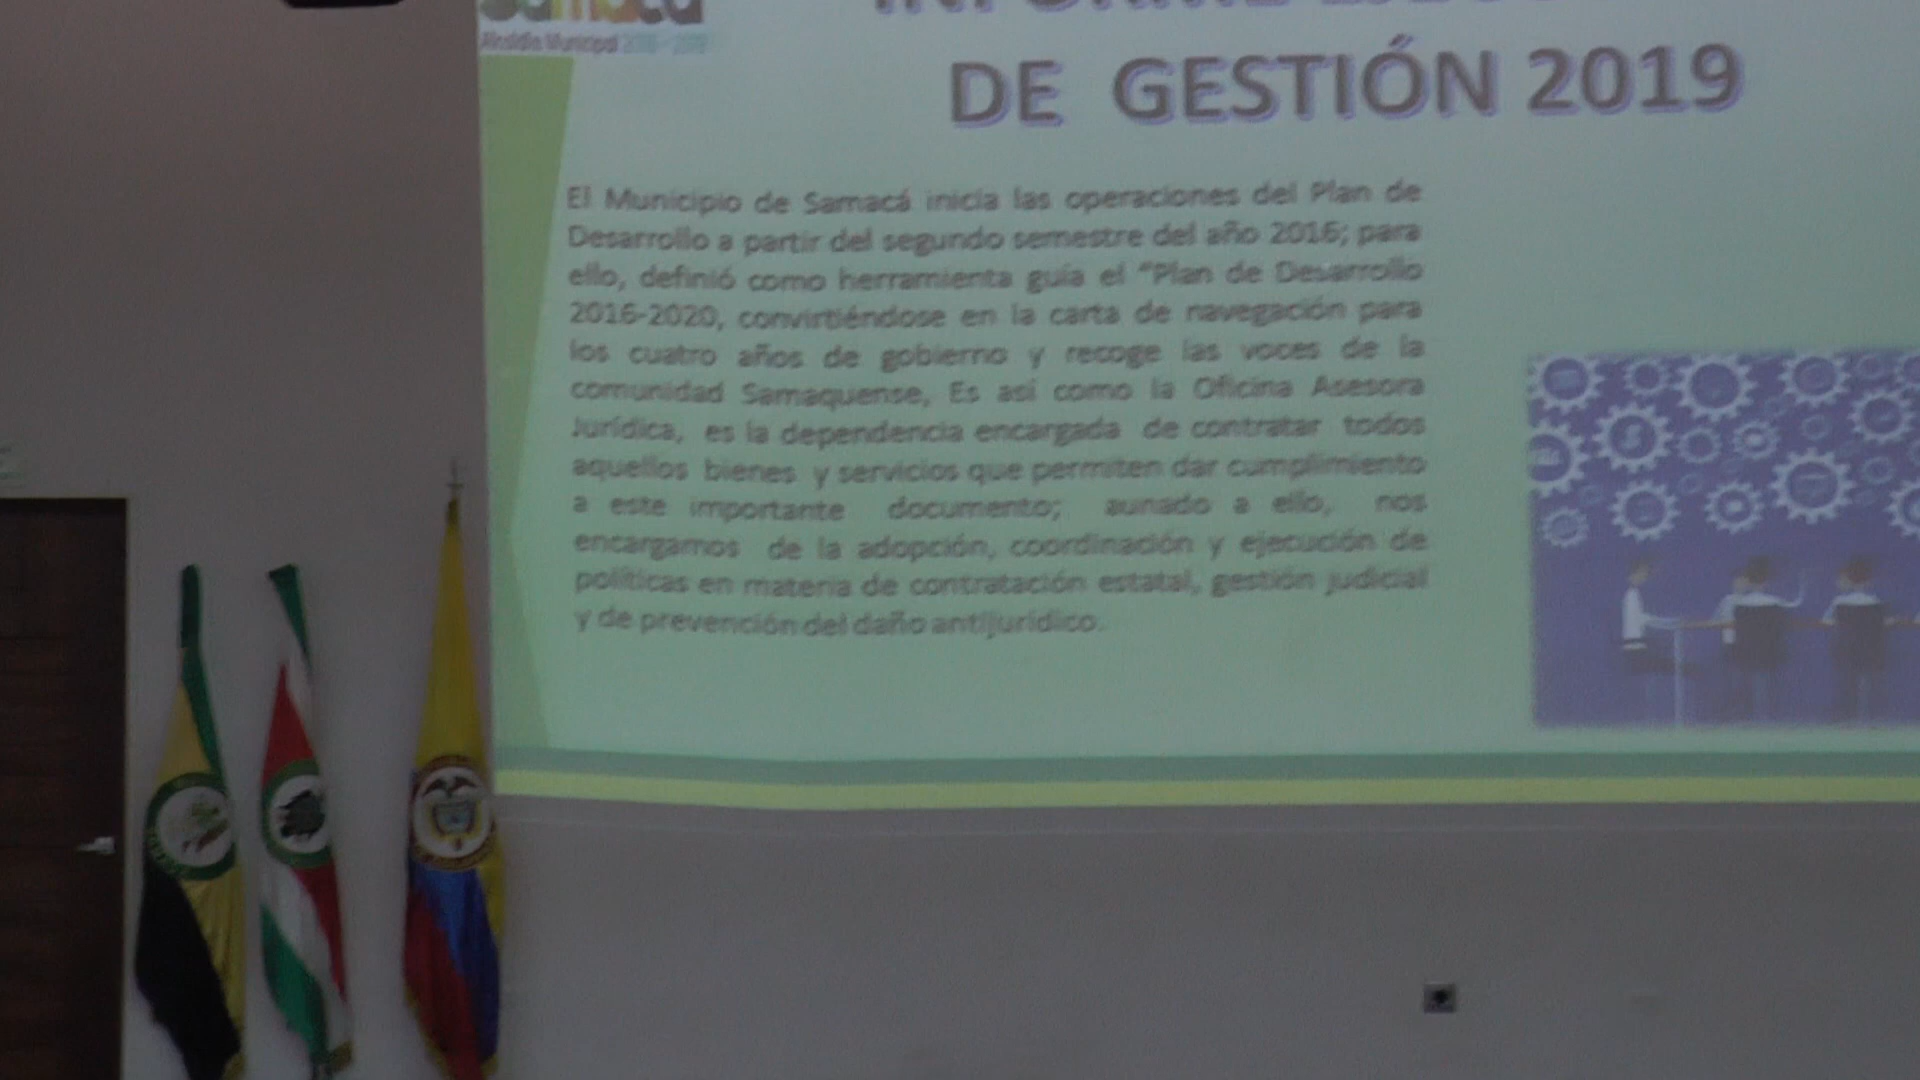 Samacá
Alcaldía Municipal 2016 - 2019
DE GESTIÓN 2019
El Municipio de Samacá inicia las operaciones del Plan de
Desarrollo a partir del segundo semestre del año 2016; para
ello, definió como herramienta guía el “Plan de Desarrollo
2016-2020, convirtiéndose en la carta de navegación para
los cuatro años de gobierno y recoge las voces de la
comunidad Samaquense, Es así como la Oficina Asesora
Jurídica, es la dependencia encargada de contratar todos
aquellos bienes y servicios que permiten dar cumplimiento
a este importante documento; aunado a ello, nos
encargamos de la adopción, coordinación y ejecución de
políticas en materia de contratación estatal, gestión judicial
y de prevención del daño antijurídico.